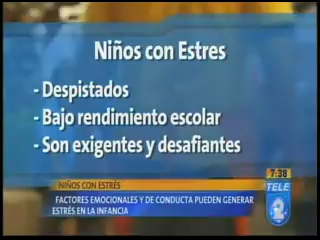 Niños con Estres
- Despistados
- Bajo rendimiento escolar
- Son exigentes y desafiantes
7:38
NIÑOS CON ESTRÉS
TELE
FACTORES EMOCIONALES Y DE CONDUCTA PUEDEN GENERAR
ESTRÉS EN LA INFANCIA